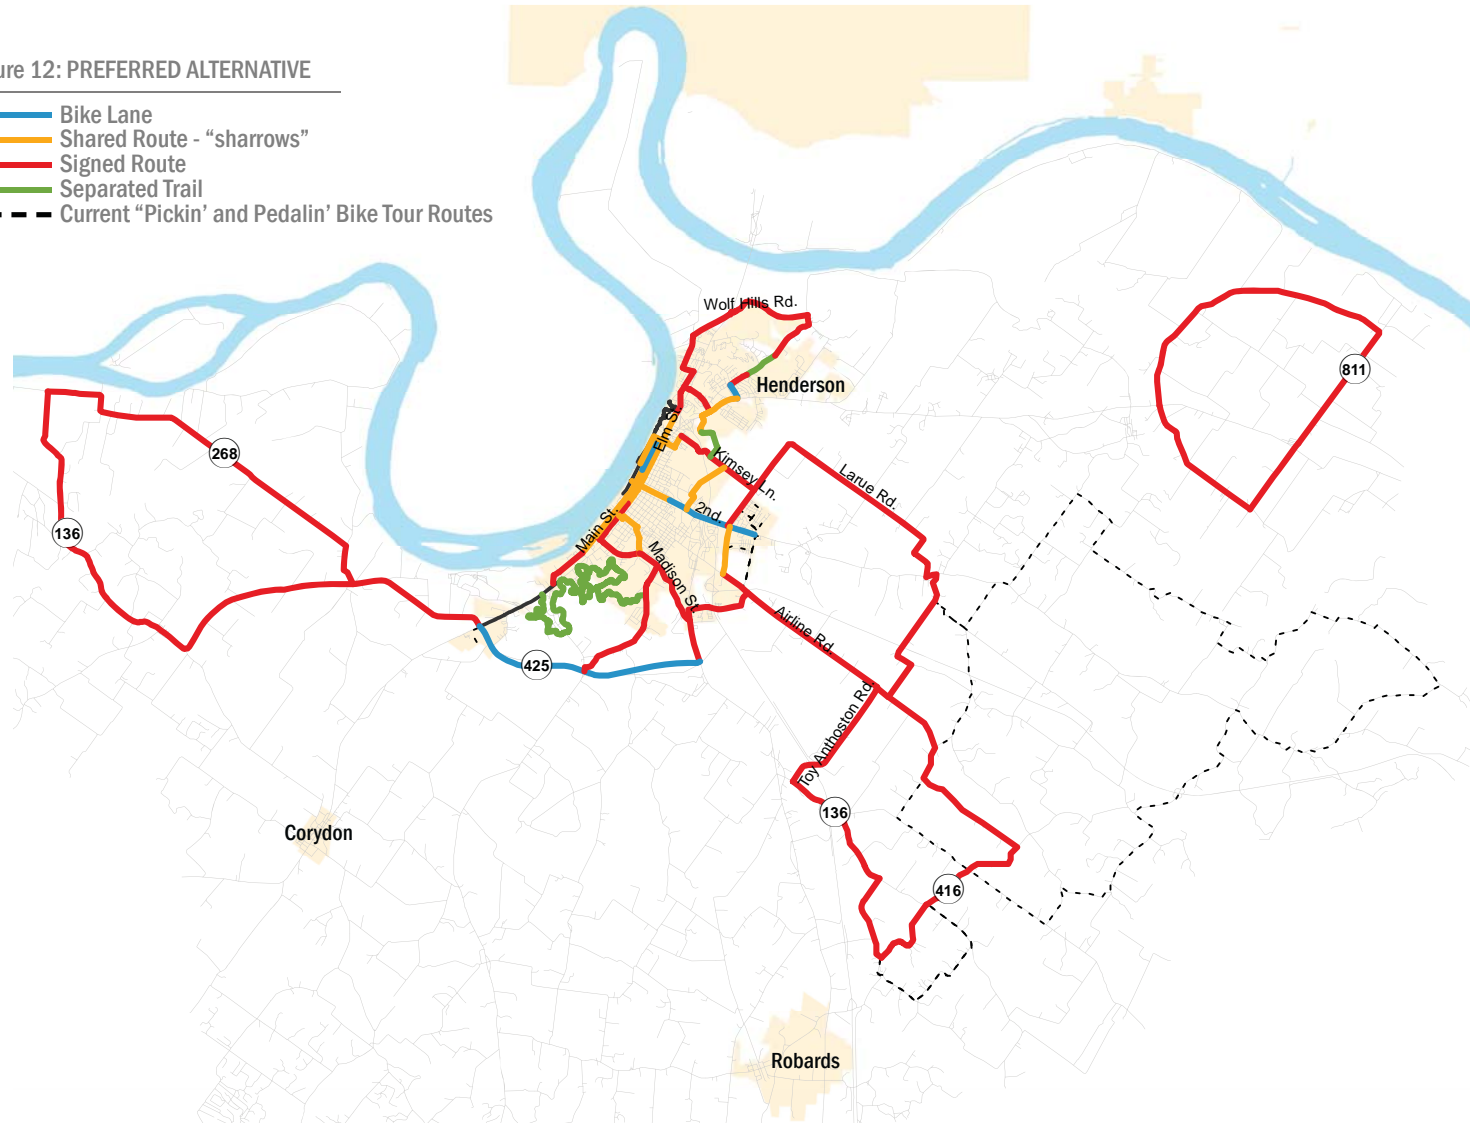 ure 12: PREFERRED ALTERNATIVE
Bike Lane
Shared Route - “sharrows”
Signed Route
Separated Trail
Current “Pickin’ and Pedalin’ Bike Tour Routes
Wolf Hills Rd.
Henderson
811
Elm St.
268
Kimsey Ln.
Larue Rd.
2nd.
136
Main St.
Madison St.
Airline Rd.
425
Toy Anthoston Rd.
136
Corydon
416
Robards